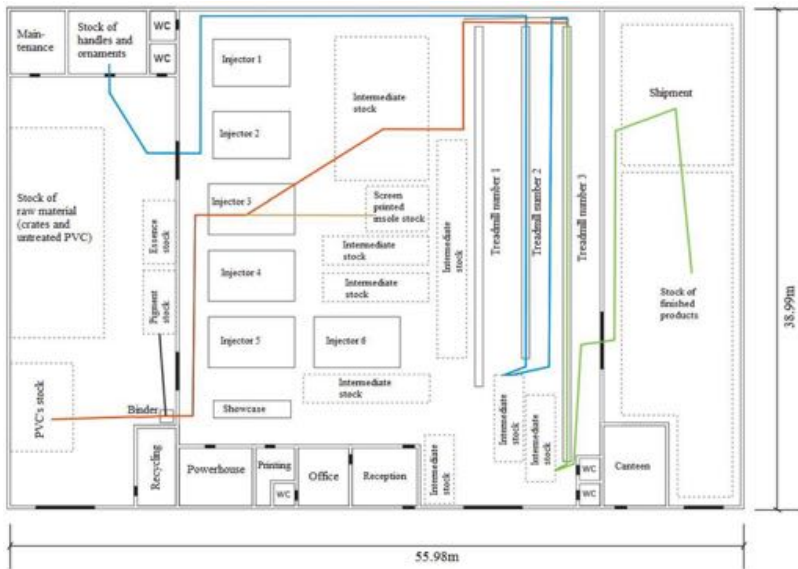 Main-
tenance
Stock of
handles and
ornaments
WC
WC
Injector 1
Injector 2
Injector 3
Injector 4
Injector 5
Injector 6
Showcase
Intermediate
stock
Screen
printed
insole stock
Intermediate
stock
Intermediate
stock
Intermediate
stock
Intermediate
stock
Treadmill number 1
Treadmill number 2
Treadmill number 3
Intermediate
stock
Intermediate
stock
Intermediate
stock
Stock of
raw material
(crates and
untreated PVC)
Essence
stock
Pigment
stock
PVC's stock
Binder
Recycling
Powerhouse
Printing
WC
Office
Reception
WC
WC
Canteen
Shipment
Stock of
finished
products
38.99m
55.98m